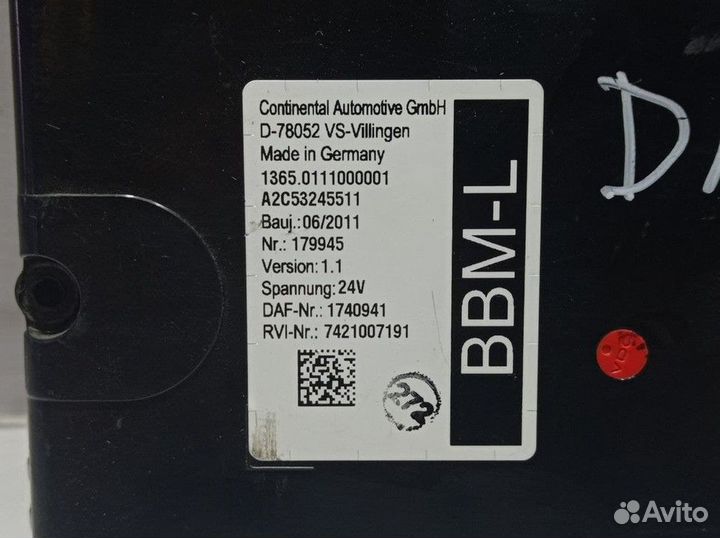 Continental Automotive GmbH
D-78052 VS-Villingen
Made in Germany
1365.0111000001
A2C53245511
Bauj.: 06/2011
Nr.: 179945
Version: 1.1
Spannung: 24V
DAF-Nr.: 1740941
RVI-Nr.: 7421007191
272
BBM-L
VDO
Avito